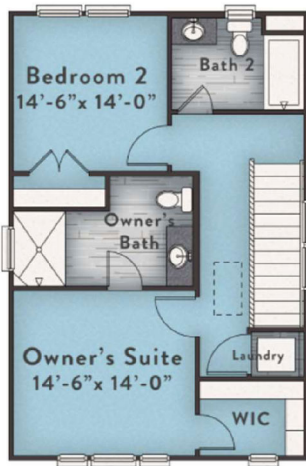 Bedroom 2
14'-6"x 14'-0"
Bath 2
Owner's
Bath
Owner's Suite
14'-6"x 14'-0"
Laundry
WIC